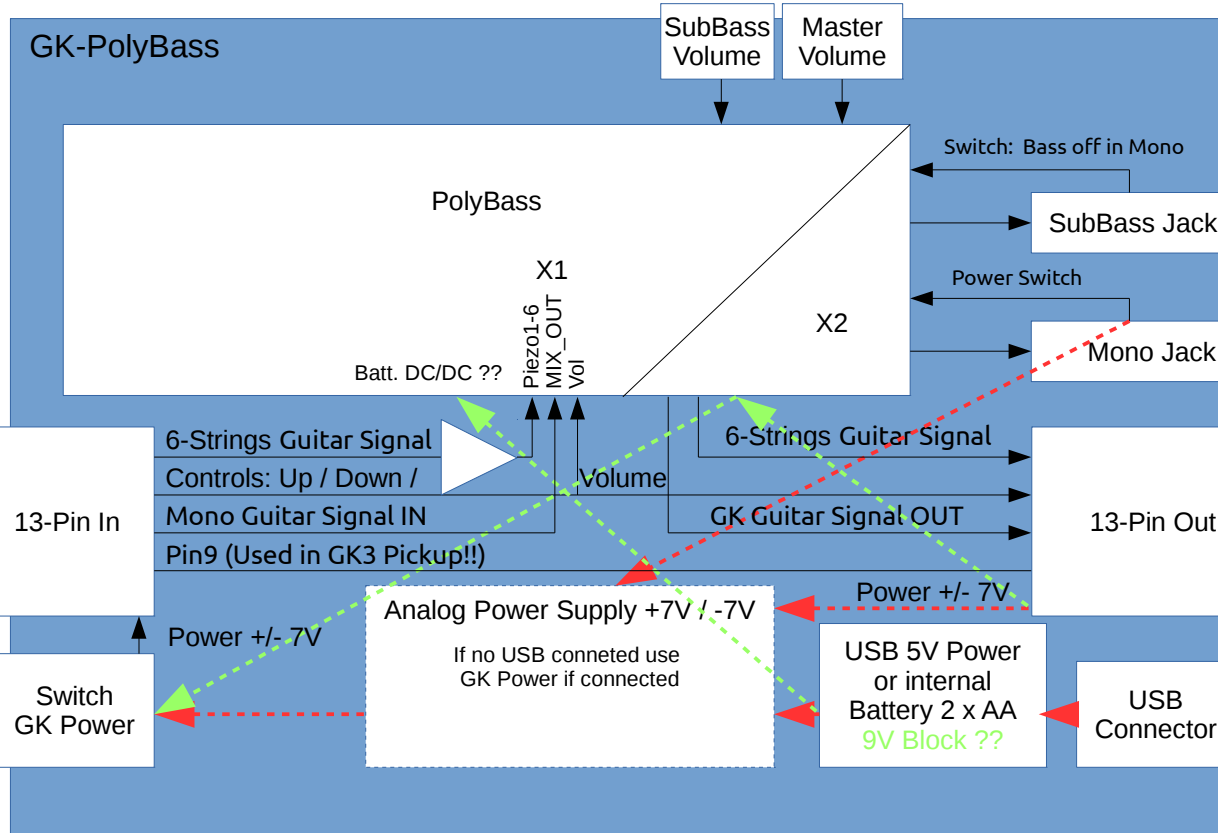 GK-PolyBass
SubBass
Volume
Master
Volume
Switch:  Bass off in Mono
PolyBass
SubBass Jack
X1
Power Switch
X2
Mono Jack
Piezo1-6
MIX_OUT
Vol
Batt. DC/DC ??
6-Strings Guitar Signal
6-Strings Guitar Signal
Controls: Up / Down /
Volume
13-Pin In
Mono Guitar Signal IN
GK Guitar Signal OUT
13-Pin Out
Pin9 (Used in GK3 Pickup!!)
Power +/- 7V
Analog Power Supply +7V / -7V
Power +/- 7V
If no USB conneted use
GK Power if connected
Switch
GK Power
USB 5V Power
or internal
Battery 2 x AA
9V Block ??
USB
Connector